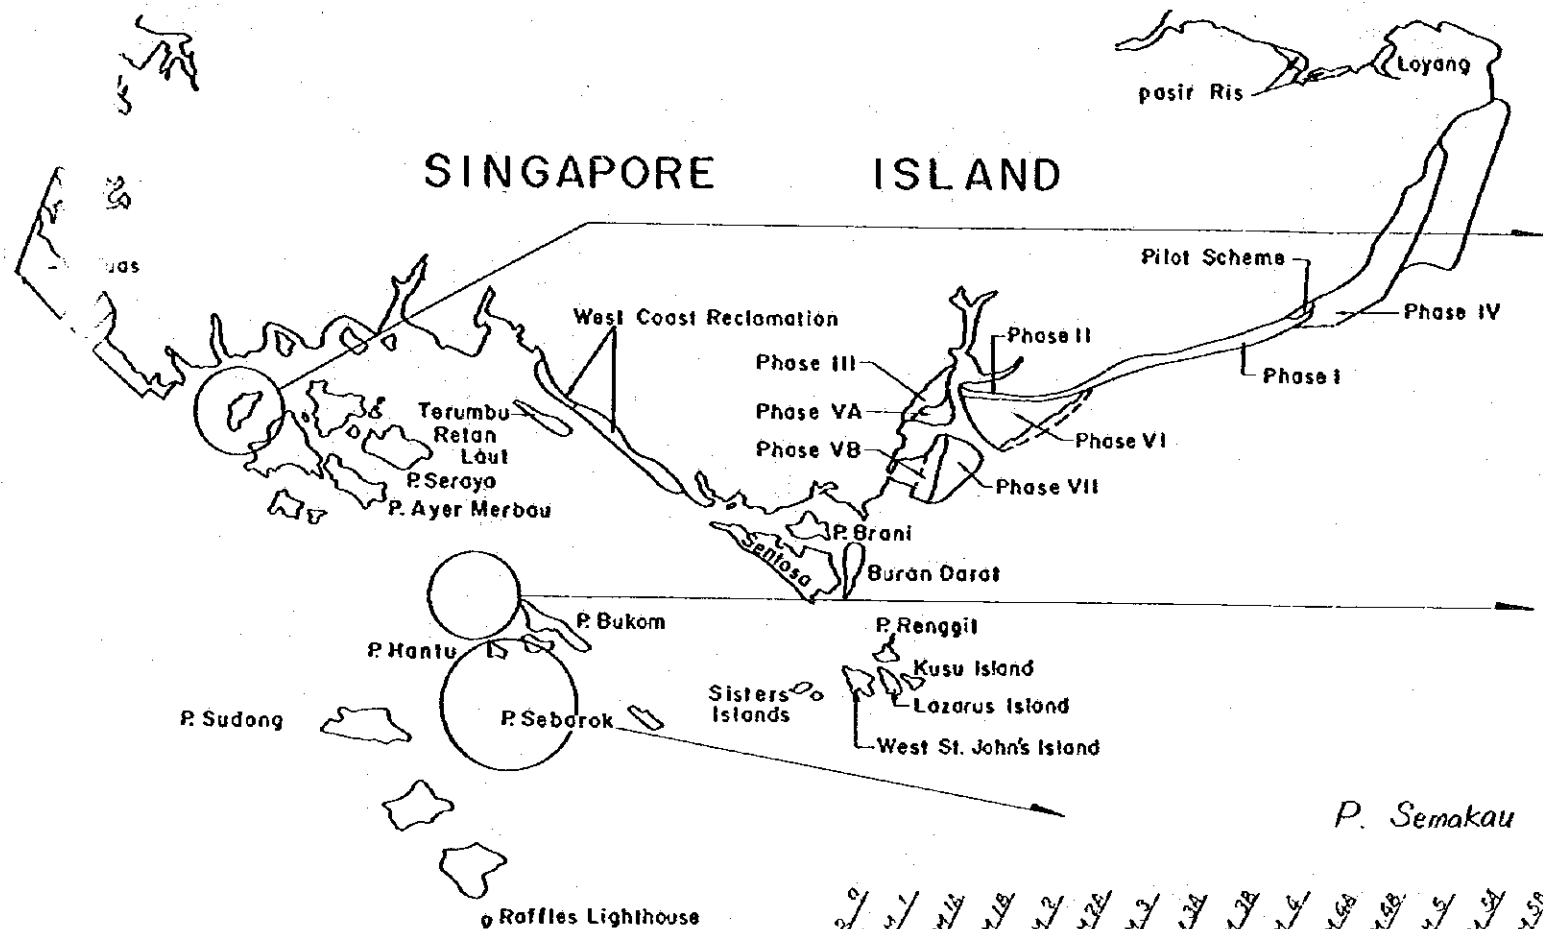 Loyang
pasir Ris
SINGAPORE ISLAND
Pilot Scheme
uas
West Coast Reclamation
Phase IV
Phase II
Phase III
Phase I
Terumbu
Retan
Laut
Phase VA
Phase VI
Phase VB
P. Seraya
Phase VII
P. Ayer Merbau
P. Brani
Sentosa
Buran Darat
P. Bukom
P. Renggit
P. Hantu
Kusu Island
Sisters
Islands
Lazarus Island
P. Sudong
P. Sebarok
West St. John's Island
P. Semakau
Raffles Lighthouse